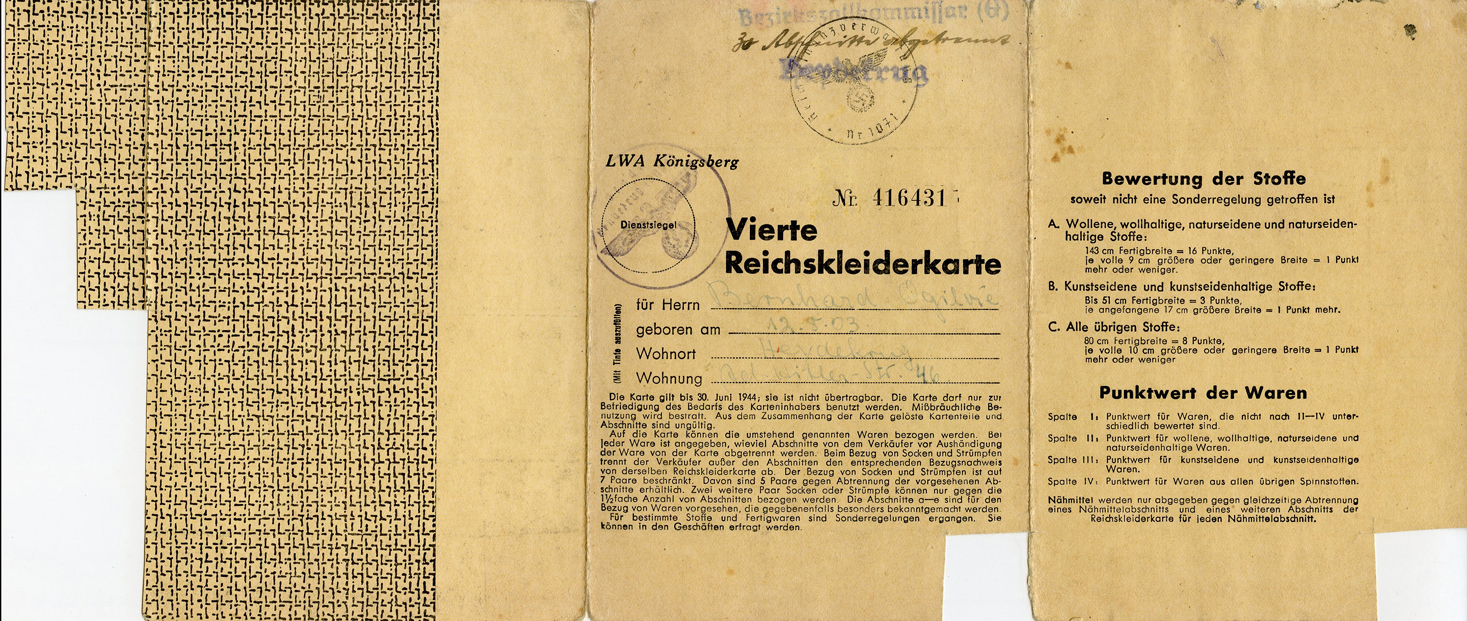 Bezirkszollkommissar (G)
30 Abschnitte abgetrennt
Nr 1071
LWA Königsberg
Nr. 416431
Dienstsiegel
Vierte
Reichskleiderkarte
(Mit Tinte auszufüllen)
für Herrn Bernhard Ogilvie
geboren am 12.8.03
Wohnort
Wohnung Str. 46
Die Karte gilt bis 30. Juni 1944; sie ist nicht übertragbar. Die Karte darf nur zur
Befriedigung des Bedarfs des Karteninhabers benutzt werden. Mißbräuchliche Be-
nutzung wird bestraft. Aus dem Zusammenhang der Karte gelöste Kartenteile und
Abschnitte sind ungültig.
Auf die Karte können die umstehend genannten Waren bezogen werden. Bei
jeder Ware ist angegeben, wieviel Abschnitte von dem Verkäufer vor Aushändigung
der Ware von der Karte abgetrennt werden. Beim Bezug von Socken und Strümpfen
trennt der Verkäufer außer den Abschnitten den entsprechenden Bezugsnachweis
von derselben Reichskleiderkarte ab. Der Bezug von Socken und Strümpfen ist auf
7 Paare beschränkt. Davon sind 5 Paare gegen Abtrennung der vorgesehenen Ab-
schnitte erhältlich. Zwei weitere Paar Socken oder Strümpfe können nur gegen die
1½fache Anzahl von Abschnitten bezogen werden. Die Abschnitte a—e sind für den
Bezug von Waren vorgesehen, die gegebenenfalls besonders bekanntgemacht werden.
Für bestimmte Stoffe und Fertigwaren sind Sonderregelungen ergangen. Sie
können in den Geschäften erfragt werden.
Bewertung der Stoffe
soweit nicht eine Sonderregelung getroffen ist
A. Wollene, wollhaltige, naturseidene und naturseiden-
haltige Stoffe:
143 cm Fertigbreite = 16 Punkte,
je volle 9 cm größere oder geringere Breite = 1 Punkt
mehr oder weniger.
B. Kunstseidene und kunstseidenhaltige Stoffe:
Bis 51 cm Fertigbreite = 3 Punkte,
je angefangene 17 cm größere Breite = 1 Punkt mehr.
C. Alle übrigen Stoffe:
80 cm Fertigbreite = 8 Punkte,
je volle 10 cm größere oder geringere Breite = 1 Punkt
mehr oder weniger
Punktwert der Waren
Spalte I: Punktwert für Waren, die nicht nach II—IV unter-
schiedlich bewertet sind.
Spalte II: Punktwert für wollene, wollhaltige, naturseidene und
naturseidenhaltige Waren.
Spalte III: Punktwert für kunstseidene und kunstseidenhaltige
Waren.
Spalte IV: Punktwert für Waren aus allen übrigen Spinnstoffen.
Nähmittel werden nur abgegeben gegen gleichzeitige Abtrennung
eines Nähmittelabschnitts und eines weiteren Abschnitts der
Reichskleiderkarte für jeden Nähmittelabschnitt.